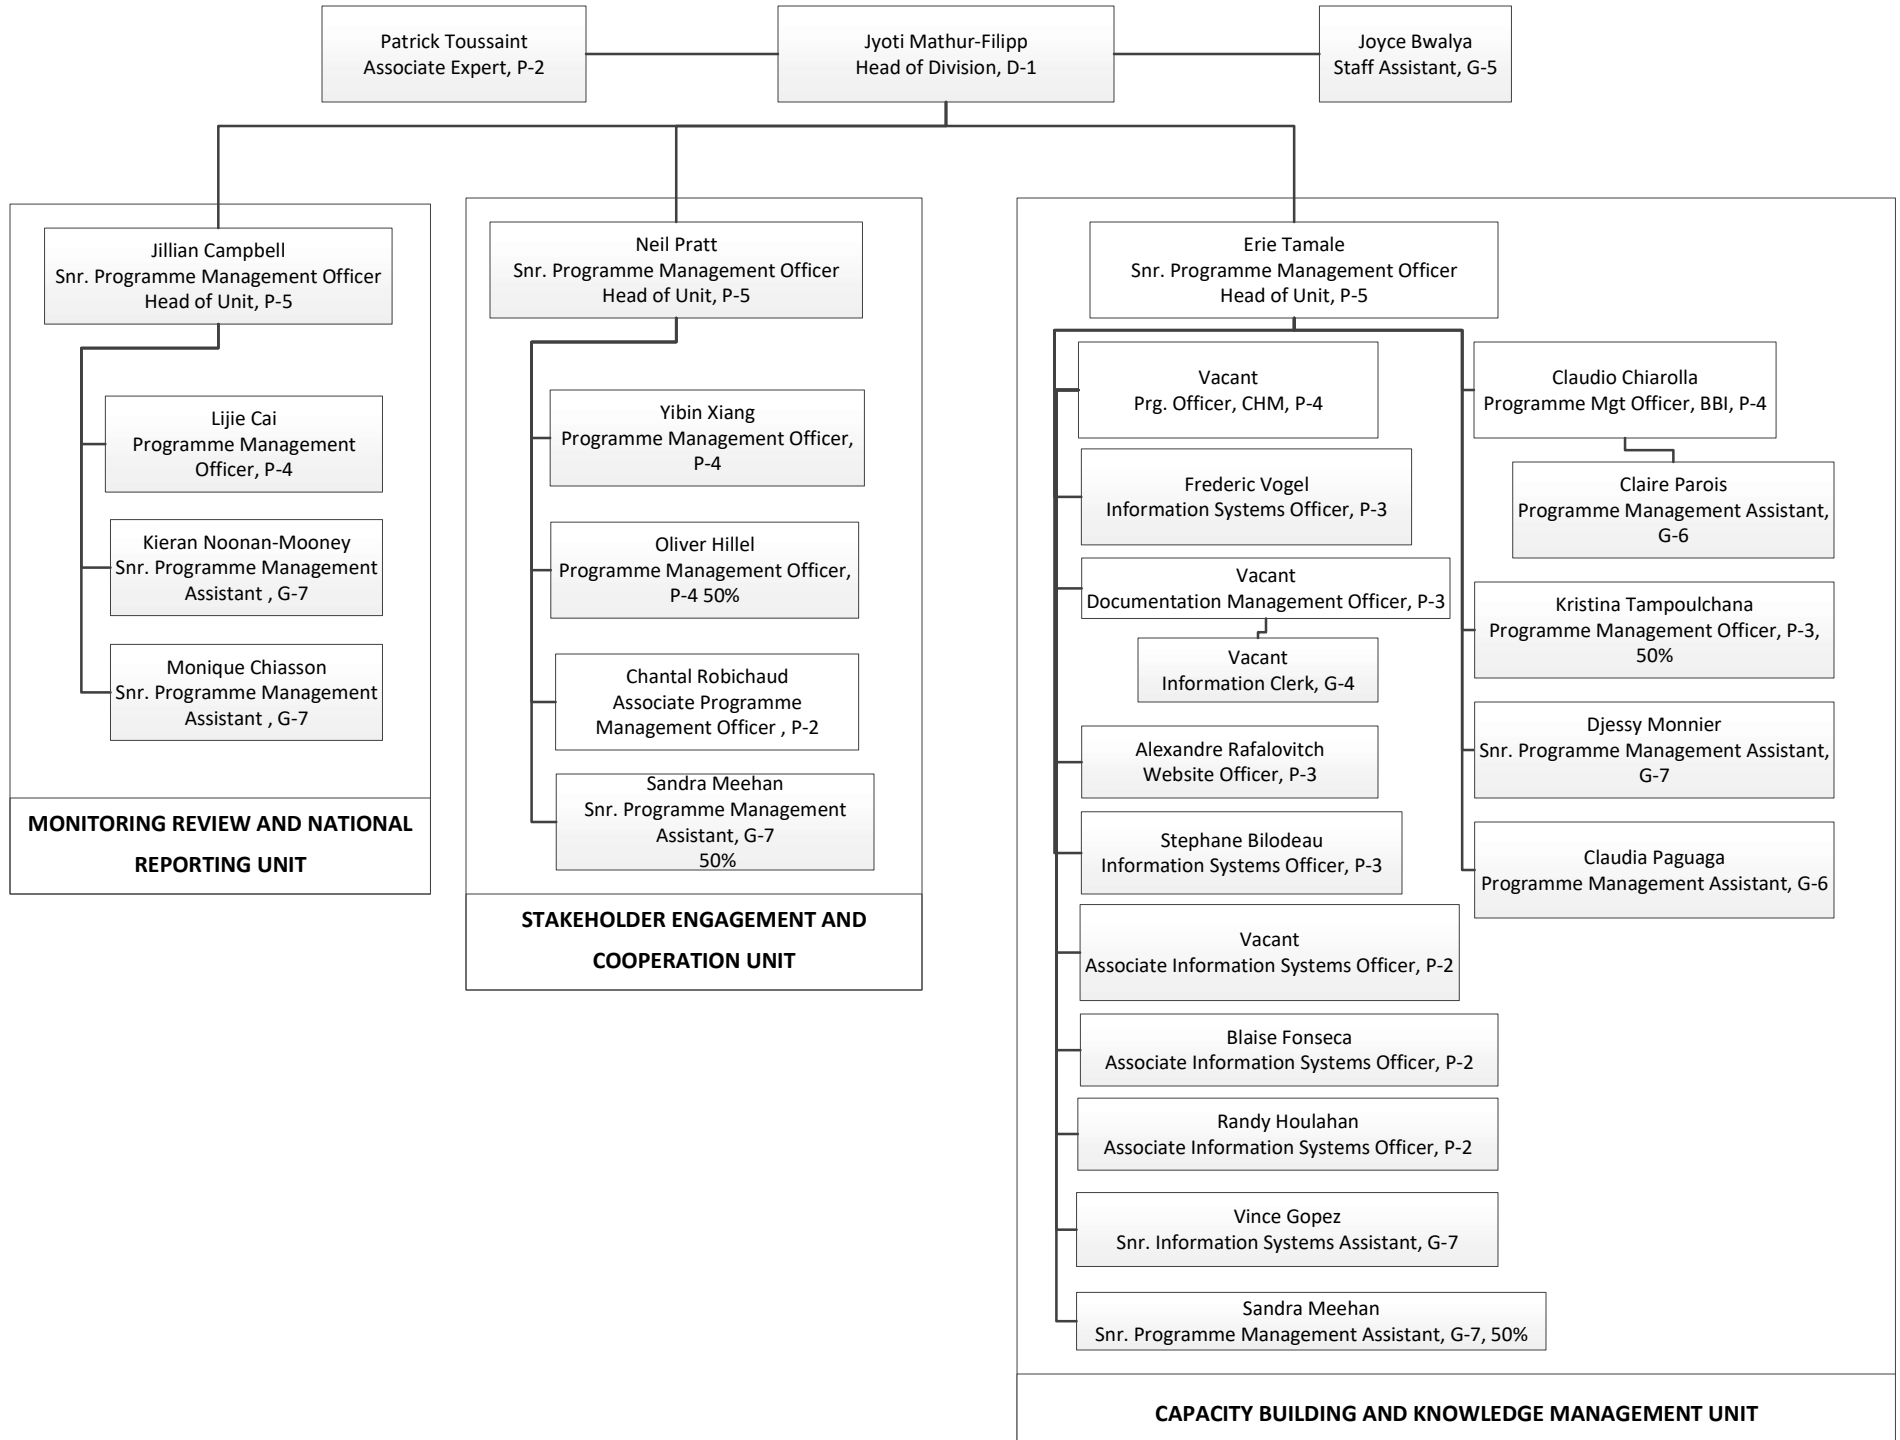 Patrick Toussaint
Associate Expert, P-2
Jyoti Mathur-Filipp
Head of Division, D-1
Joyce Bwalya
Staff Assistant, G-5
Jillian Campbell
Snr. Programme Management Officer
Head of Unit, P-5
Lijie Cai
Programme Management
Officer, P-4
Kieran Noonan-Mooney
Snr. Programme Management
Assistant , G-7
Monique Chiasson
Snr. Programme Management
Assistant , G-7
MONITORING REVIEW AND NATIONAL
REPORTING UNIT
Neil Pratt
Snr. Programme Management Officer
Head of Unit, P-5
Yibin Xiang
Programme Management Officer,
P-4
Oliver Hillel
Programme Management Officer,
P-4 50%
Chantal Robichaud
Associate Programme
Management Officer , P-2
Sandra Meehan
Snr. Programme Management
Assistant, G-7
50%
STAKEHOLDER ENGAGEMENT AND
COOPERATION UNIT
Erie Tamale
Snr. Programme Management Officer
Head of Unit, P-5
Vacant
Prg. Officer, CHM, P-4
Frederic Vogel
Information Systems Officer, P-3
Vacant
Documentation Management Officer, P-3
Vacant
Information Clerk, G-4
Alexandre Rafalovitch
Website Officer, P-3
Stephane Bilodeau
Information Systems Officer, P-3
Vacant
Associate Information Systems Officer, P-2
Blaise Fonseca
Associate Information Systems Officer, P-2
Randy Houlahan
Associate Information Systems Officer, P-2
Vince Gopez
Snr. Information Systems Assistant, G-7
Sandra Meehan
Snr. Programme Management Assistant, G-7, 50%
Claudio Chiarolla
Programme Mgt Officer, BBI, P-4
Claire Parois
Programme Management Assistant,
G-6
Kristina Tampoulchana
Programme Management Officer, P-3,
50%
Djessy Monnier
Snr. Programme Management Assistant,
G-7
Claudia Paguaga
Programme Management Assistant, G-6
CAPACITY BUILDING AND KNOWLEDGE MANAGEMENT UNIT